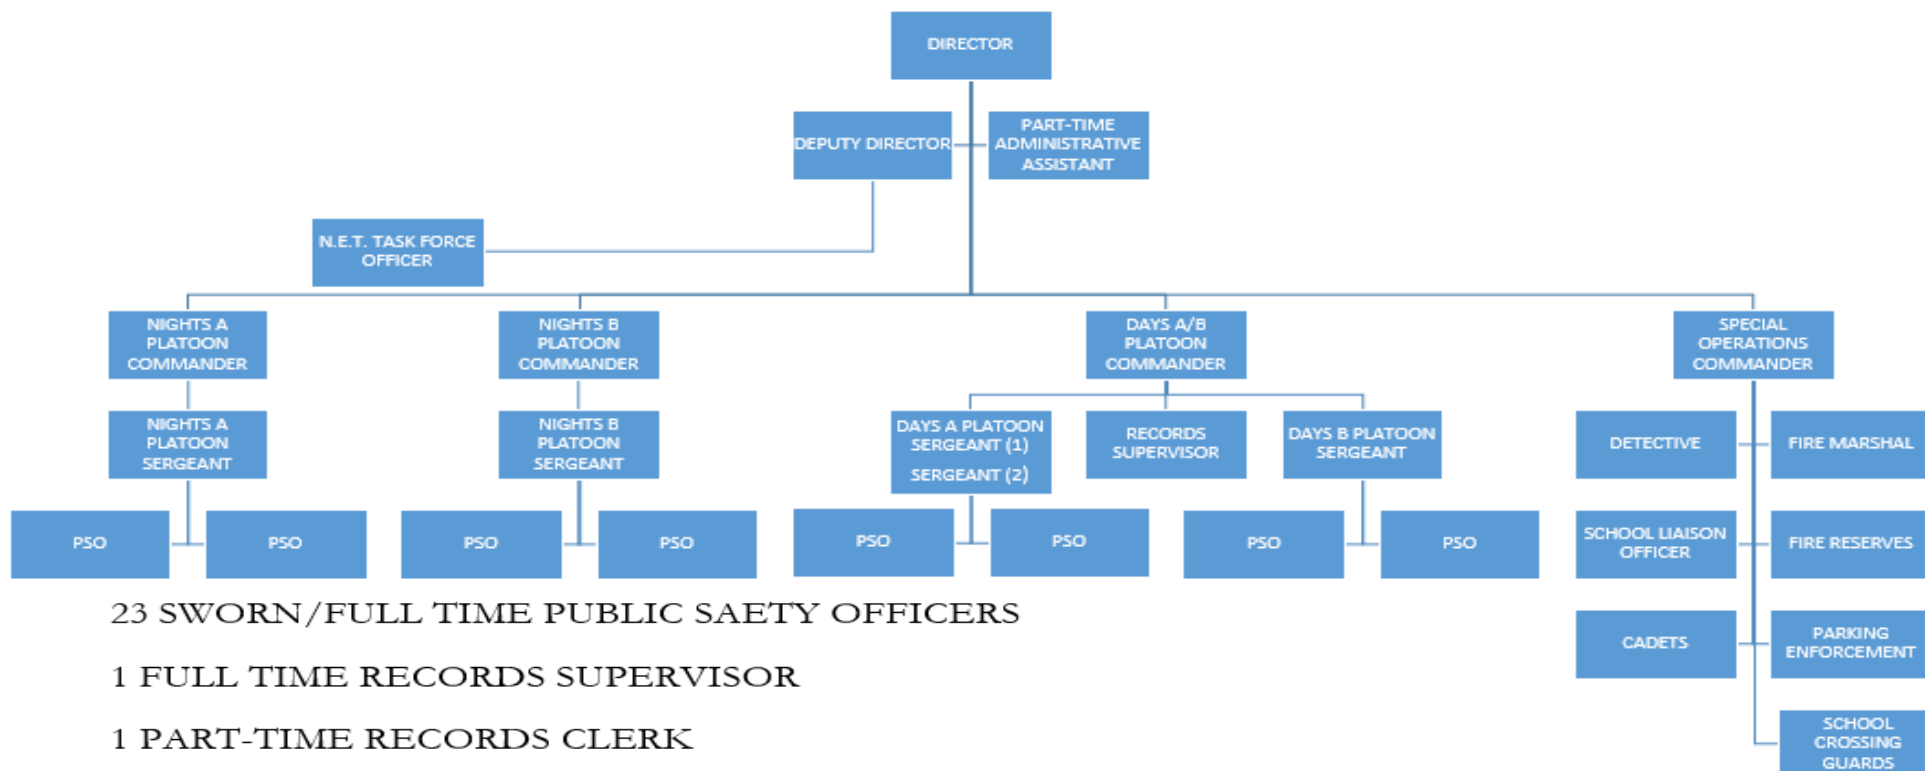 DIRECTOR
DEPUTY DIRECTOR
PART-TIME
ADMINISTRATIVE
ASSISTANT
N.E.T. TASK FORCE
OFFICER
NIGHTS A
PLATOON
COMMANDER
NIGHTS B
PLATOON
COMMANDER
DAYS A/B
PLATOON
COMMANDER
SPECIAL
OPERATIONS
COMMANDER
NIGHTS A
PLATOON
SERGEANT
NIGHTS B
PLATOON
SERGEANT
DAYS A PLATOON
SERGEANT (1)
SERGEANT (2)
RECORDS
SUPERVISOR
DAYS B PLATOON
SERGEANT
DETECTIVE
FIRE MARSHAL
PSO
PSO
PSO
PSO
PSO
PSO
PSO
PSO
SCHOOL LIAISON
OFFICER
FIRE RESERVES
CADETS
PARKING
ENFORCEMENT
SCHOOL
CROSSING
GUARDS
23 SWORN/FULL TIME PUBLIC SAETY OFFICERS
1 FULL TIME RECORDS SUPERVISOR
1 PART-TIME RECORDS CLERK